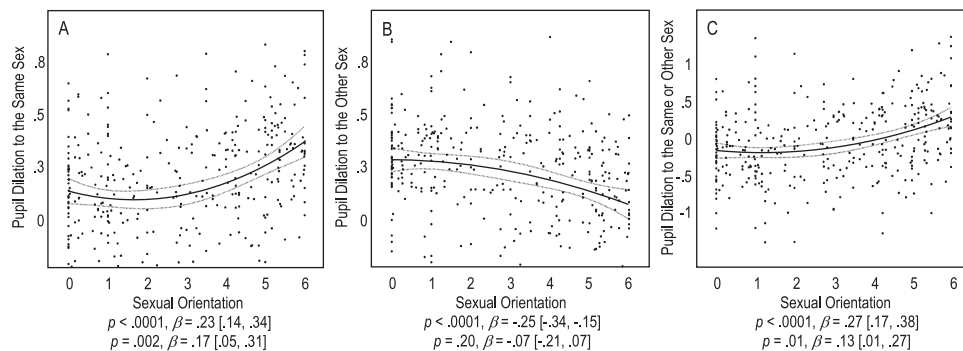 A
Pupil Dilation to the Same Sex
.8
.5
.3
0
0 1 2 3 4 5 6
Sexual Orientation
p < .0001, β = .23 [.14, .34]
p = .002, β = .17 [.05, .31]
B
Pupil Dilation to the Other Sex
.8
.5
.3
0
0 1 2 3 4 5 6
Sexual Orientation
p < .0001, β = -.25 [-.34, -.15]
p = .20, β = -.07 [-.21, .07]
C
Pupil Dilation to the Same or Other Sex
1
.5
0
-.5
-1
0 1 2 3 4 5 6
Sexual Orientation
p < .0001, β = .27 [.17, .38]
p = .01, β = .13 [.01, .27]